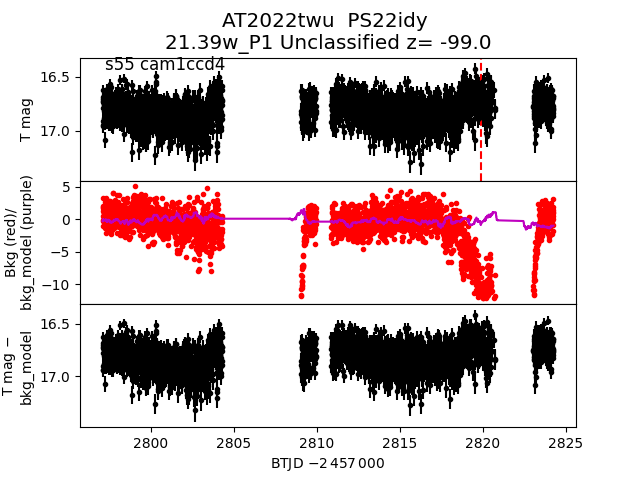 AT2022twu  PS22idy
21.39w_P1 Unclassified z= -99.0
s55 cam1ccd4
T mag
16.5
17.0
Bkg (red)/
bkg_model (purple)
5
0
−5
−10
T mag −
bkg_model
16.5
17.0
2800
2805
2810
2815
2820
2825
BTJD −2 457 000